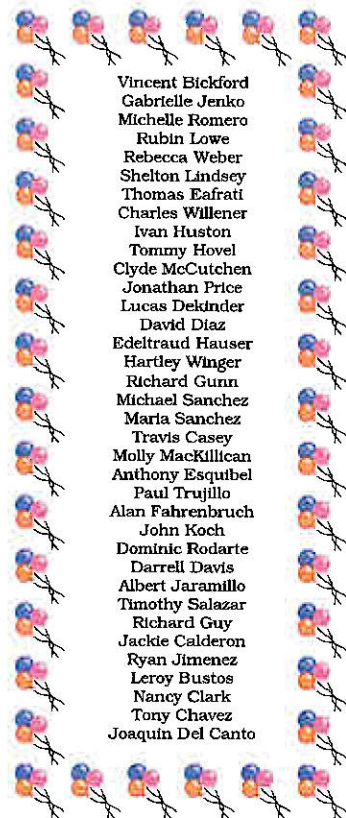 Vincent Bickford
Gabrielle Jenko
Michelle Romero
Rubin Lowe
Rebecca Weber
Shelton Lindsey
Thomas Eafrati
Charles Willener
Ivan Huston
Tommy Hovel
Clyde McCutchen
Jonathan Price
Lucas Dekinder
David Diaz
Edeltraud Hauser
Hartley Winger
Richard Gunn
Michael Sanchez
Maria Sanchez
Travis Casey
Molly MacKillican
Anthony Esquibel
Paul Trujillo
Alan Fahrenbruch
John Koch
Dominic Rodarte
Darrell Davis
Albert Jaramillo
Timothy Salazar
Richard Guy
Jackie Calderon
Ryan Jimenez
Leroy Bustos
Nancy Clark
Tony Chavez
Joaquin Del Canto